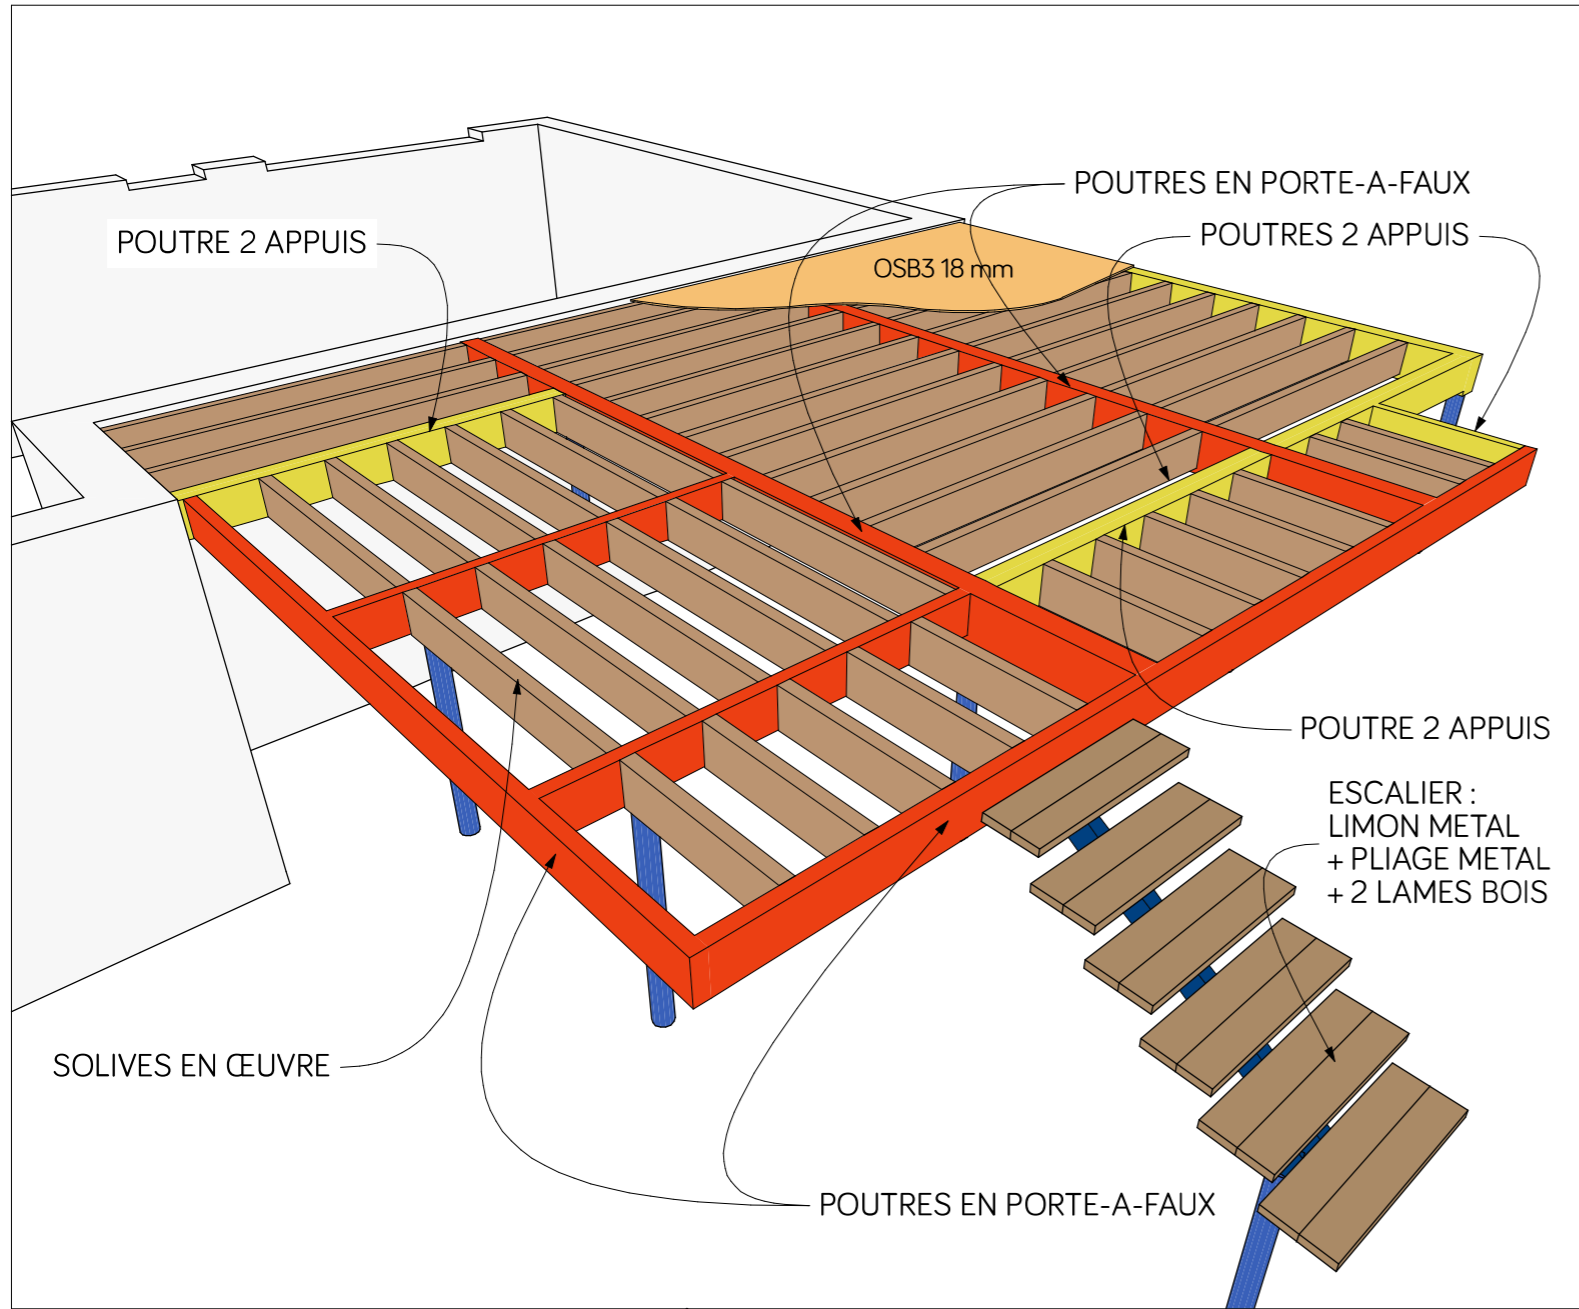 POUTRES EN PORTE-A-FAUX
POUTRE 2 APPUIS
POUTRES 2 APPUIS
OSB3 18 mm
POUTRE 2 APPUIS
ESCALIER :
LIMON METAL
+ PLIAGE METAL
+ 2 LAMES BOIS
SOLIVES EN ŒUVRE
POUTRES EN PORTE-A-FAUX